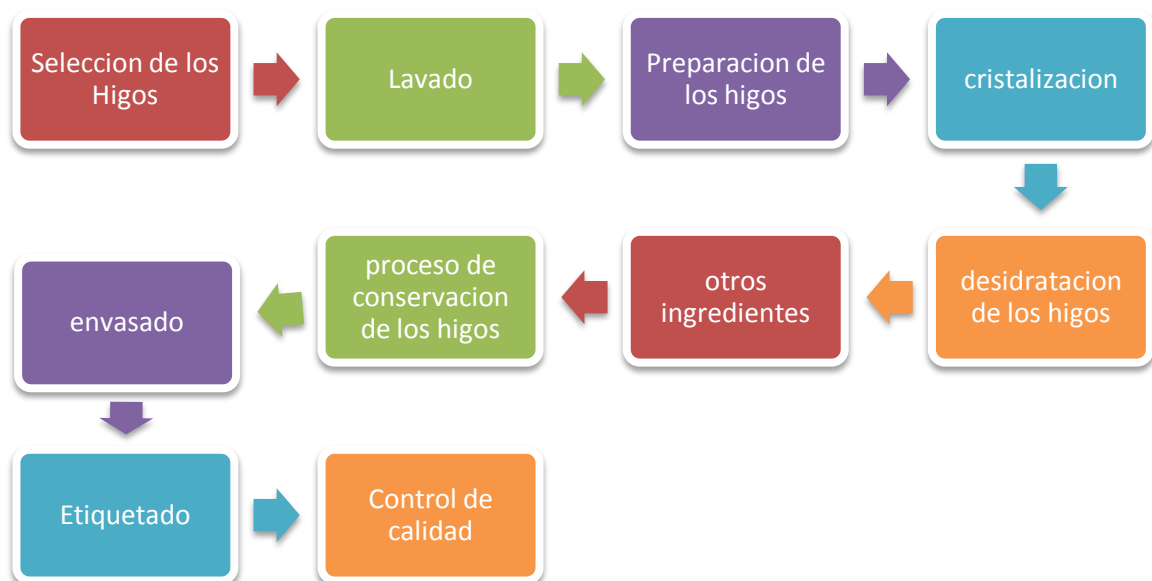 Seleccion de los
Higos
Lavado
Preparacion de
los higos
cristalizacion
desidratacion
de los higos
otros
ingredientes
proceso de
conservacion
de los higos
envasado
Etiquetado
Control de
calidad